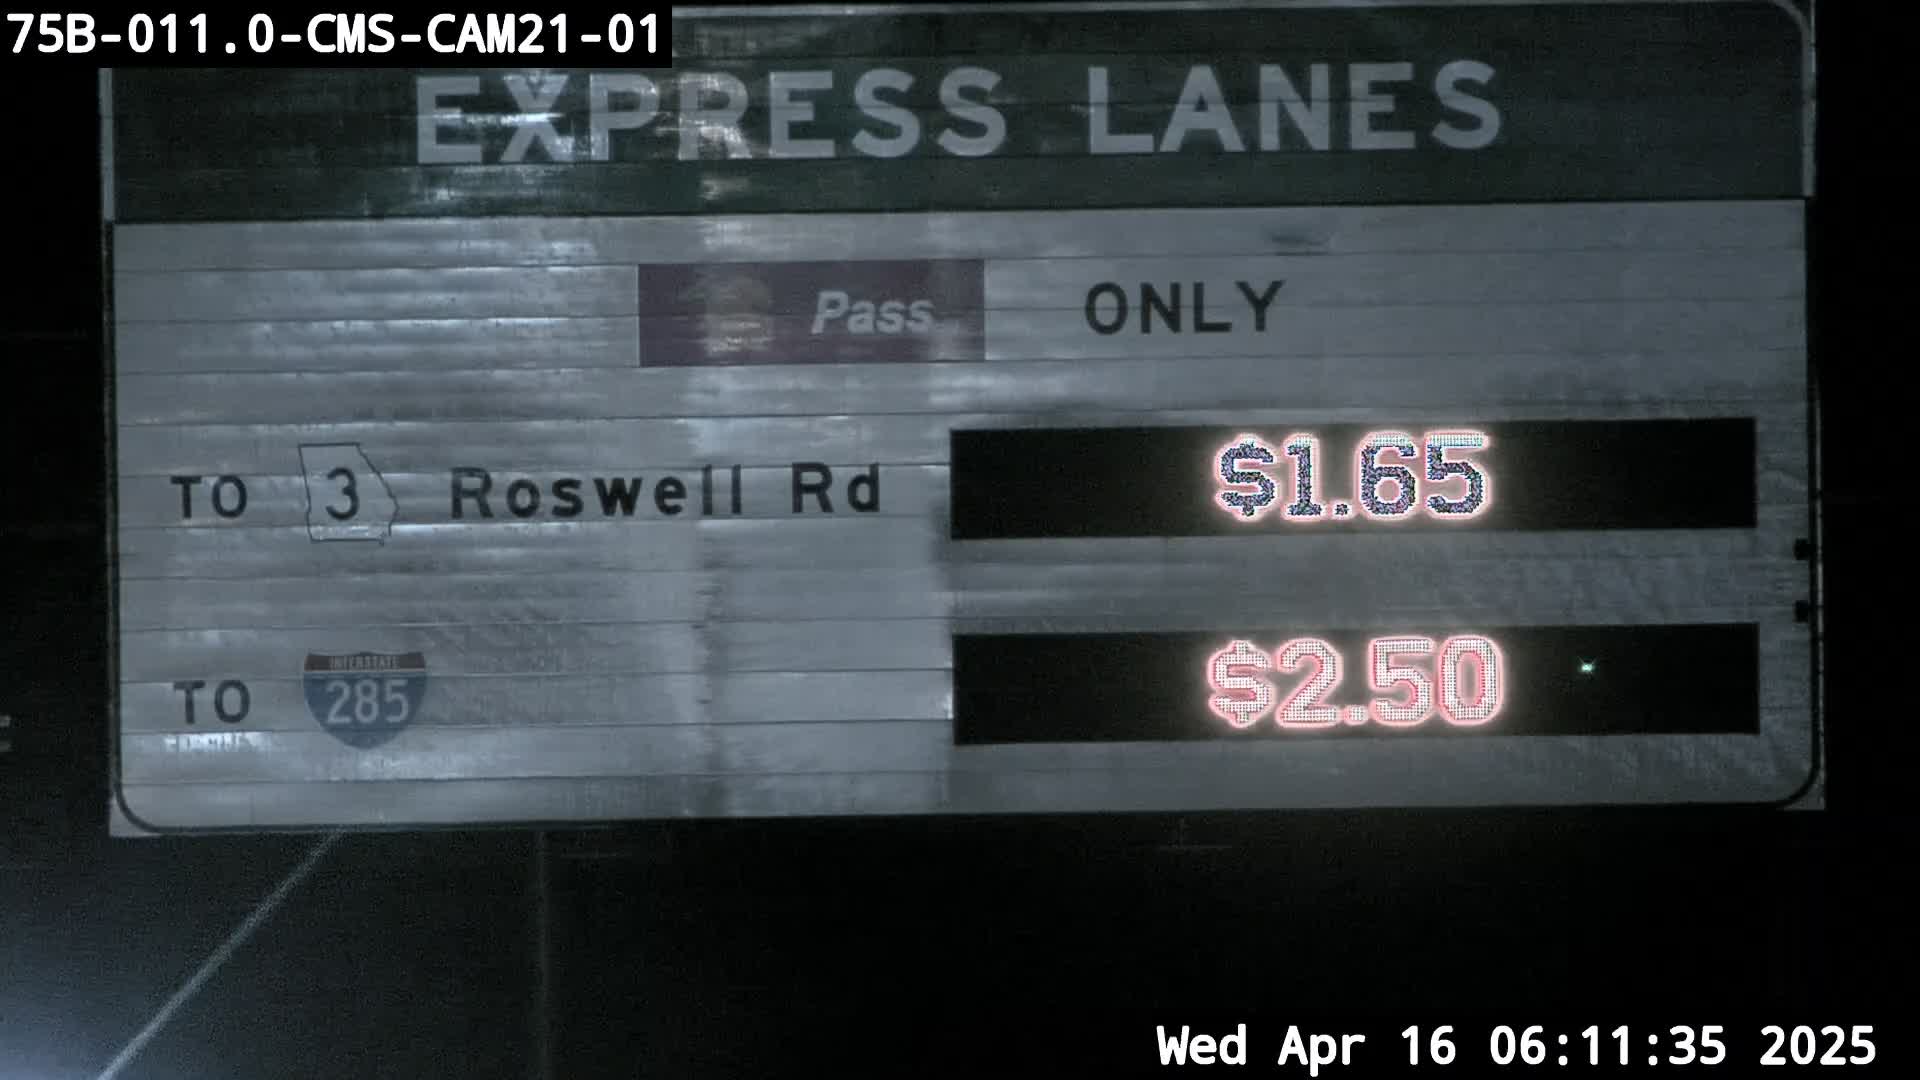 75B-011.0-CMS-CAM21-01
EXPRESS LANES
Pass ONLY
TO 3 Roswell Rd $1.65
TO INTERSTATE 285 $2.50
Wed Apr 16 06:11:35 2025